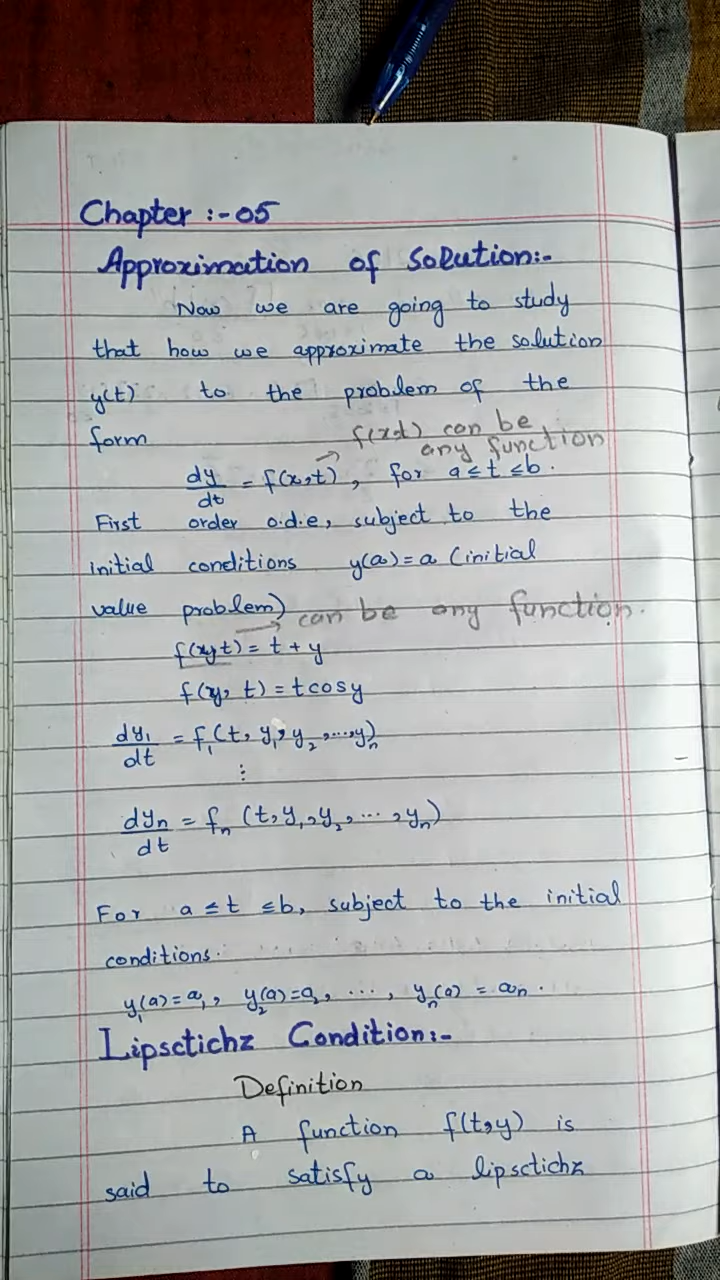 Chapter :- 05
Approximation of Solution:-
Now we are going to study
that how we approximate the solution
y(t) to the problem of the
form
f(x,t) can be
any function
dy/dt = f(x,t), for a≤t≤b.
First order o.d.e, subject to the
initial conditions y(a)=a (initial
value problem)
→ can be any function.
f(y,t) = t + y
f(y, t) = t cosy
dy₁/dt = f₁(t, y₁, y₂, ..., yₙ)
⋮
dyₙ/dt = fₙ (t, y₁, y₂, ..., yₙ)
For a ≤ t ≤ b, subject to the initial
conditions.
y₁(a) = a₁, y₂(a) = a₂, ..., yₙ(a) = aₙ.
Lipsctichz Condition:-
Definition
A function f(t,y) is
said to satisfy a lipsctichz